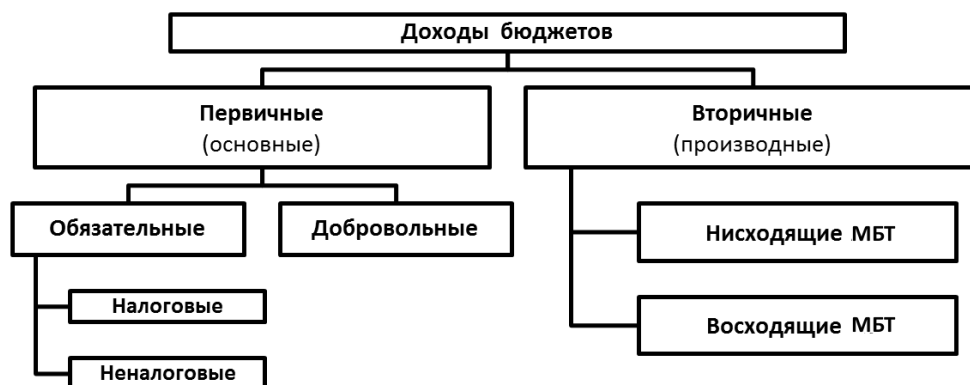 Доходы бюджетов
Первичные
(основные)
Вторичные
(производные)
Обязательные
Добровольные
Нисходящие МБТ
Налоговые
Восходящие МБТ
Неналоговые